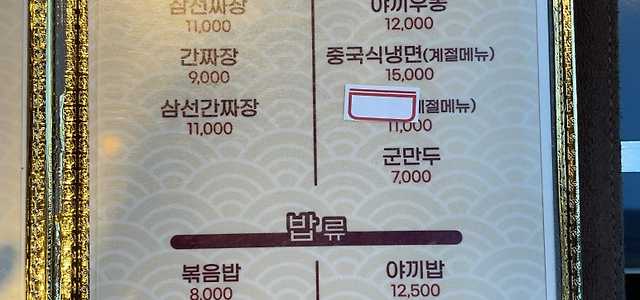 삼선짜장
11,000
간짜장
9,000
삼선간짜장
11,000
야끼우동
12,000
중국식냉면(계절메뉴)
15,000
계절메뉴)
11,000
군만두
7,000
밥류
볶음밥
8,000
야끼밥
12,500